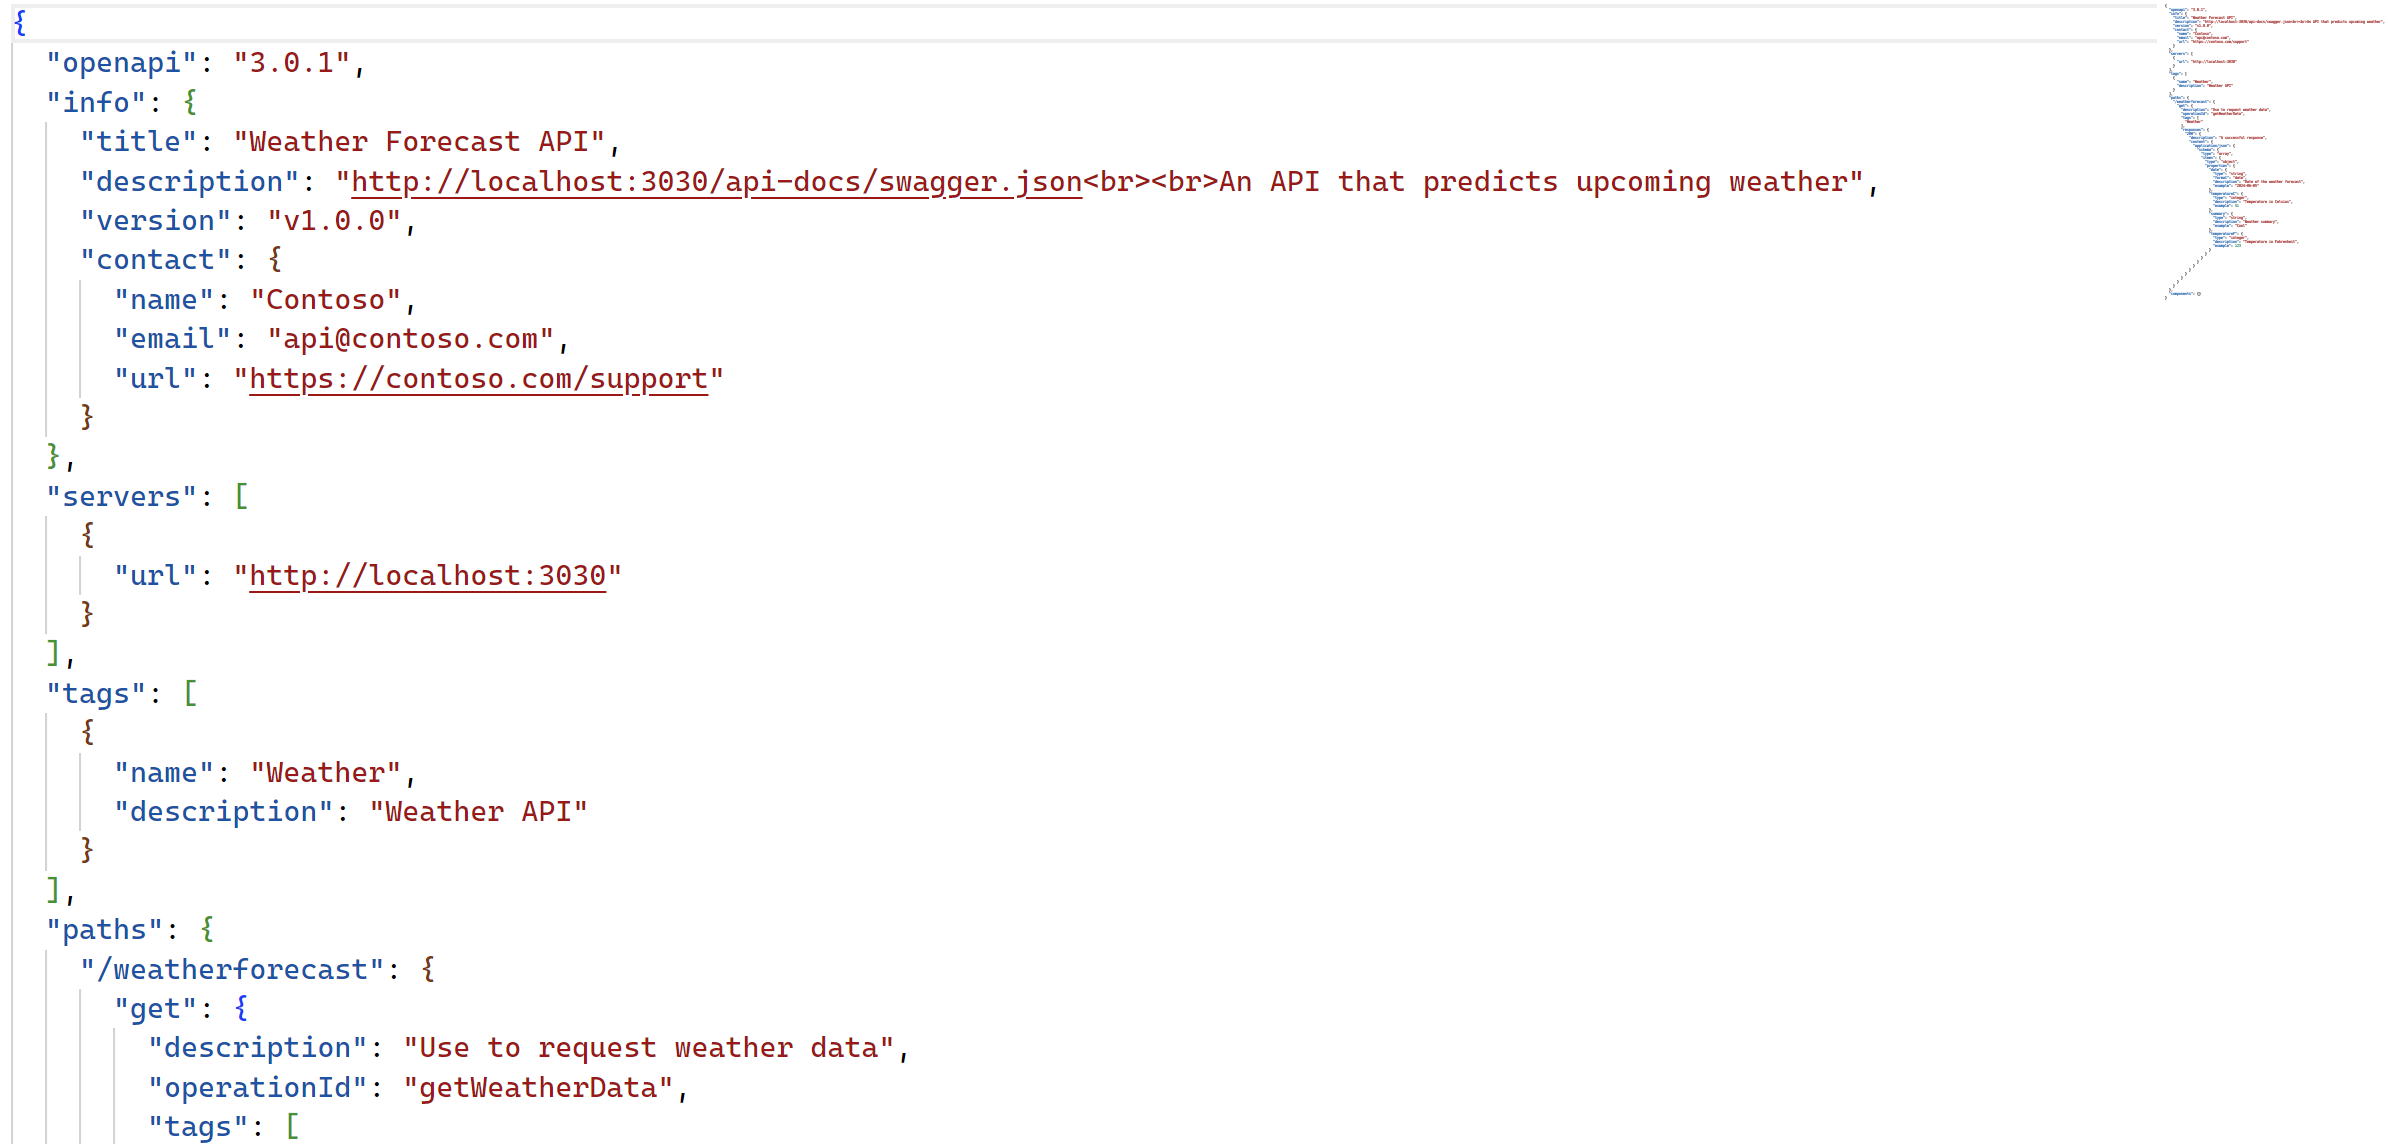 {
  "openapi": "3.0.1",
  "info": {
    "title": "Weather Forecast API",
    "description": "http://localhost:3030/api-docs/swagger.json<br><br>An API that predicts upcoming weather",
    "version": "v1.0.0",
    "contact": {
      "name": "Contoso",
      "email": "api@contoso.com",
      "url": "https://contoso.com/support"
    }
  },
  "servers": [
    {
      "url": "http://localhost:3030"
    }
  ],
  "tags": [
    {
      "name": "Weather",
      "description": "Weather API"
    }
  ],
  "paths": {
    "/weatherforecast": {
      "get": {
        "description": "Use to request weather data",
        "operationId": "getWeatherData",
        "tags": [